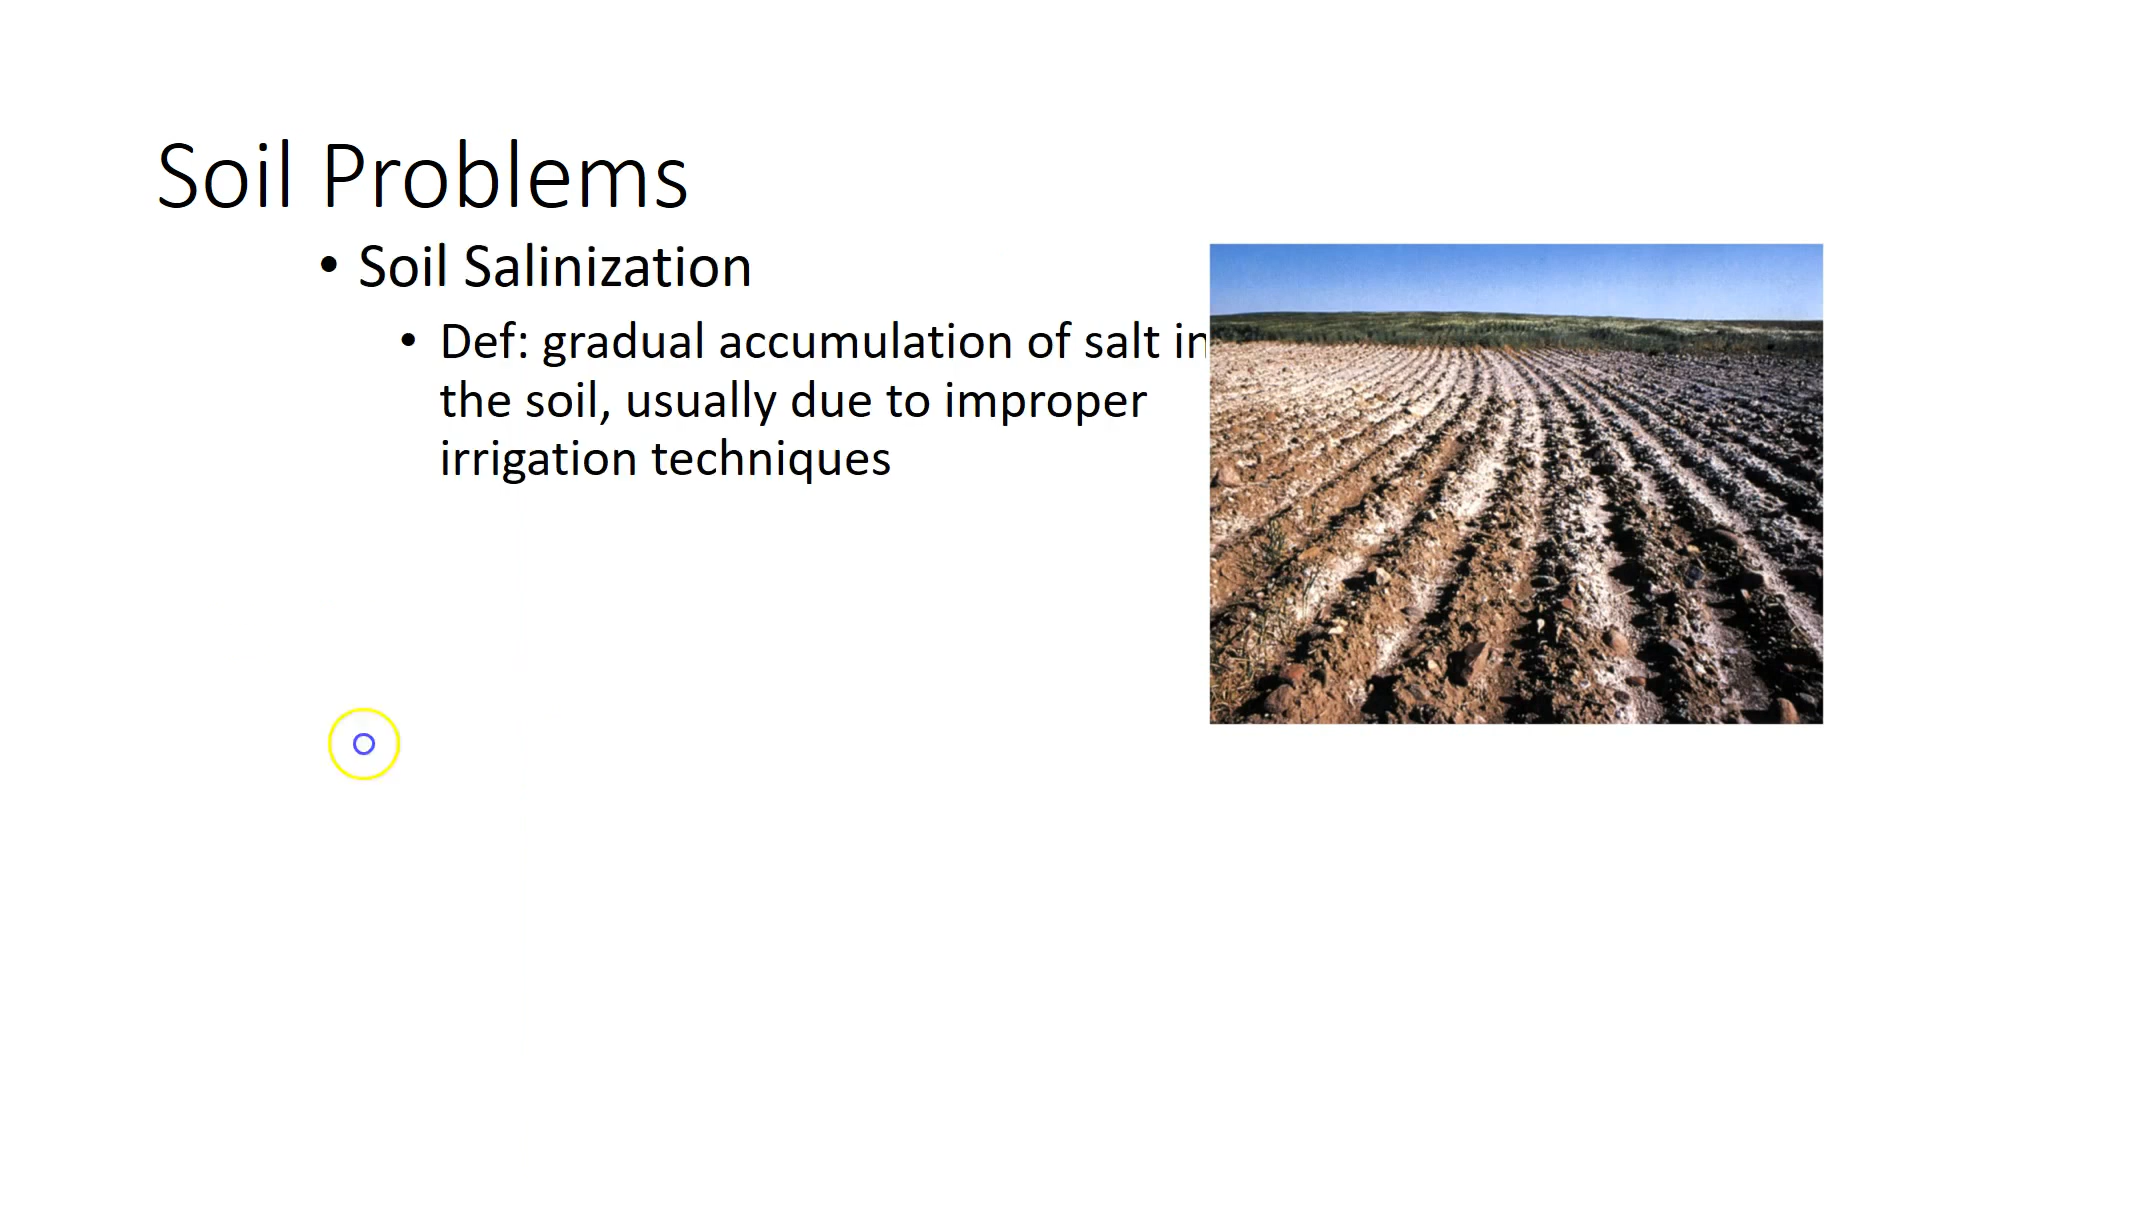 Soil Problems
• Soil Salinization
• Def: gradual accumulation of salt in
the soil, usually due to improper
irrigation techniques